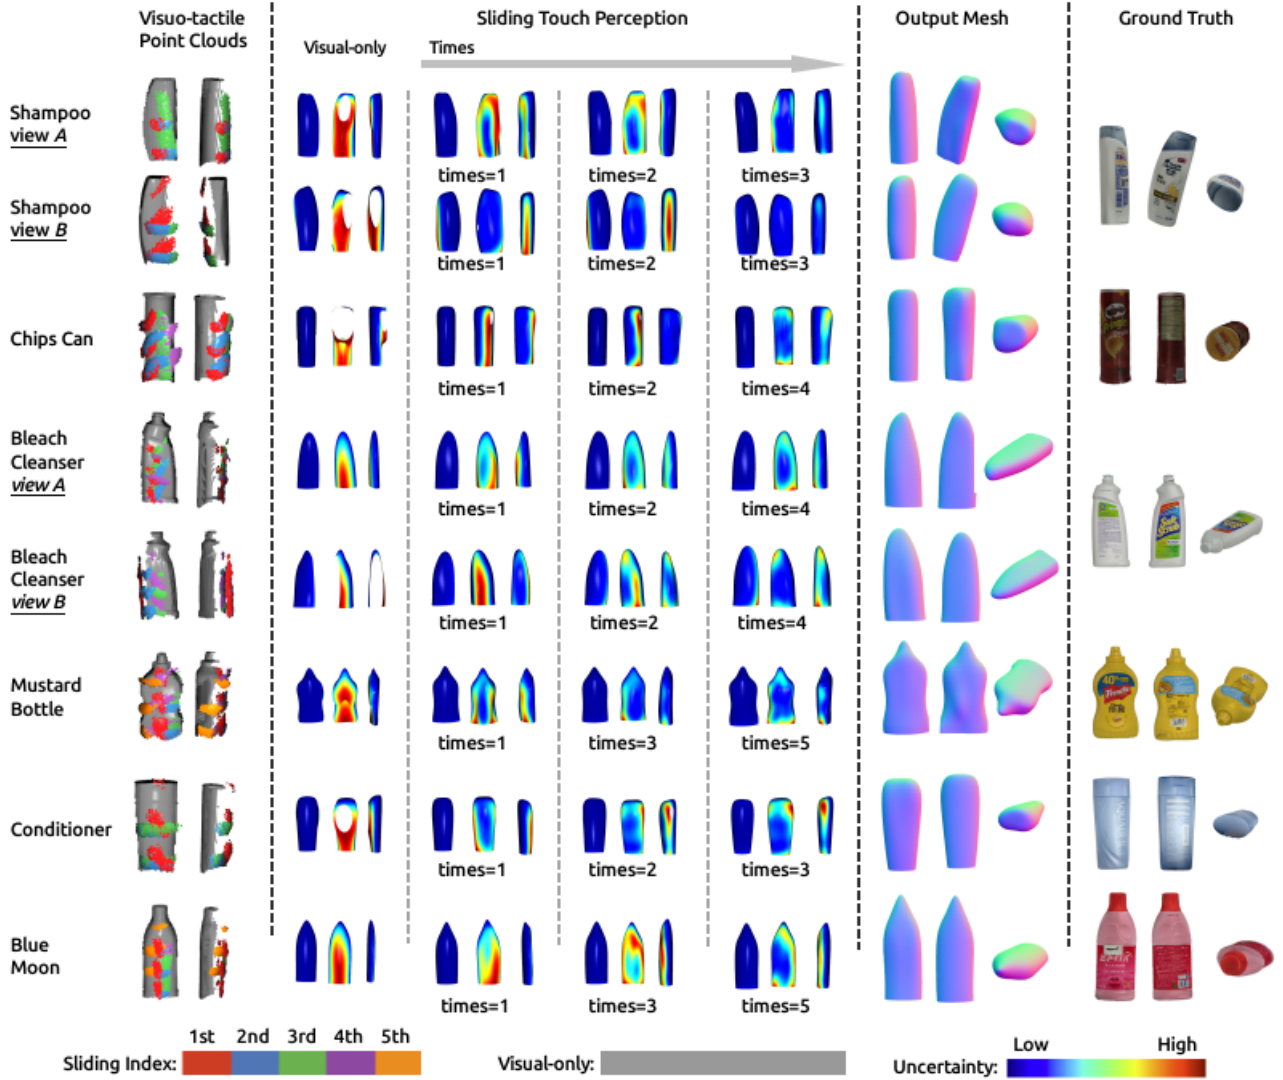 Visuo-tactile
Point Clouds
Sliding Touch Perception
Output Mesh
Ground Truth
Visual-only
Times
Shampoo
view A
times=1
times=2
times=3
Shampoo
view B
times=1
times=2
times=3
Chips Can
times=1
times=2
times=4
Bleach
Cleanser
view A
times=1
times=2
times=4
Bleach
Cleanser
view B
times=1
times=2
times=4
Mustard
Bottle
times=1
times=3
times=5
Conditioner
times=1
times=2
times=3
Blue
Moon
times=1
times=3
times=5
1st 2nd 3rd 4th 5th
Sliding Index:
Visual-only:
Low High
Uncertainty: